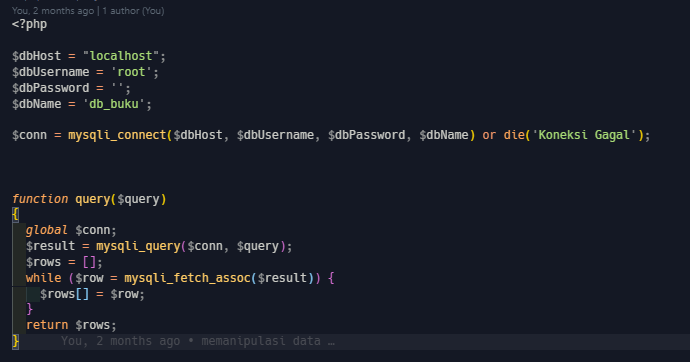 You, 2 months ago | 1 author (You)
<?php
$dbHost = "localhost";
$dbUsername = 'root';
$dbPassword = '';
$dbName = 'db_buku';
$conn = mysqli_connect($dbHost, $dbUsername, $dbPassword, $dbName) or die('Koneksi Gagal');
function query($query)
{
global $conn;
$result = mysqli_query($conn, $query);
$rows = [];
while ($row = mysqli_fetch_assoc($result)) {
$rows[] = $row;
}
return $rows;
} You, 2 months ago • memanipulasi data …